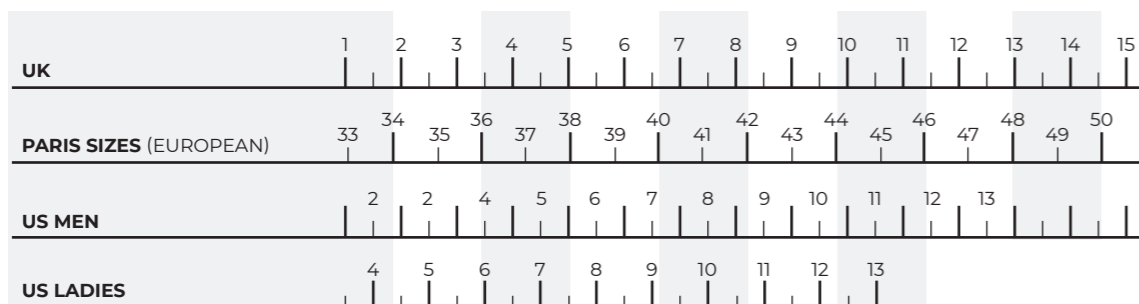 1 2 3 4 5 6 7 8 9 10 11 12 13 14 15
UK
34 36 38 40 42 44 46 48 50
PARIS SIZES (EUROPEAN) 33 35 37 39 41 43 45 47 49
2 2 4 5 6 7 8 9 10 11 12 13
US MEN
4 5 6 7 8 9 10 11 12 13
US LADIES